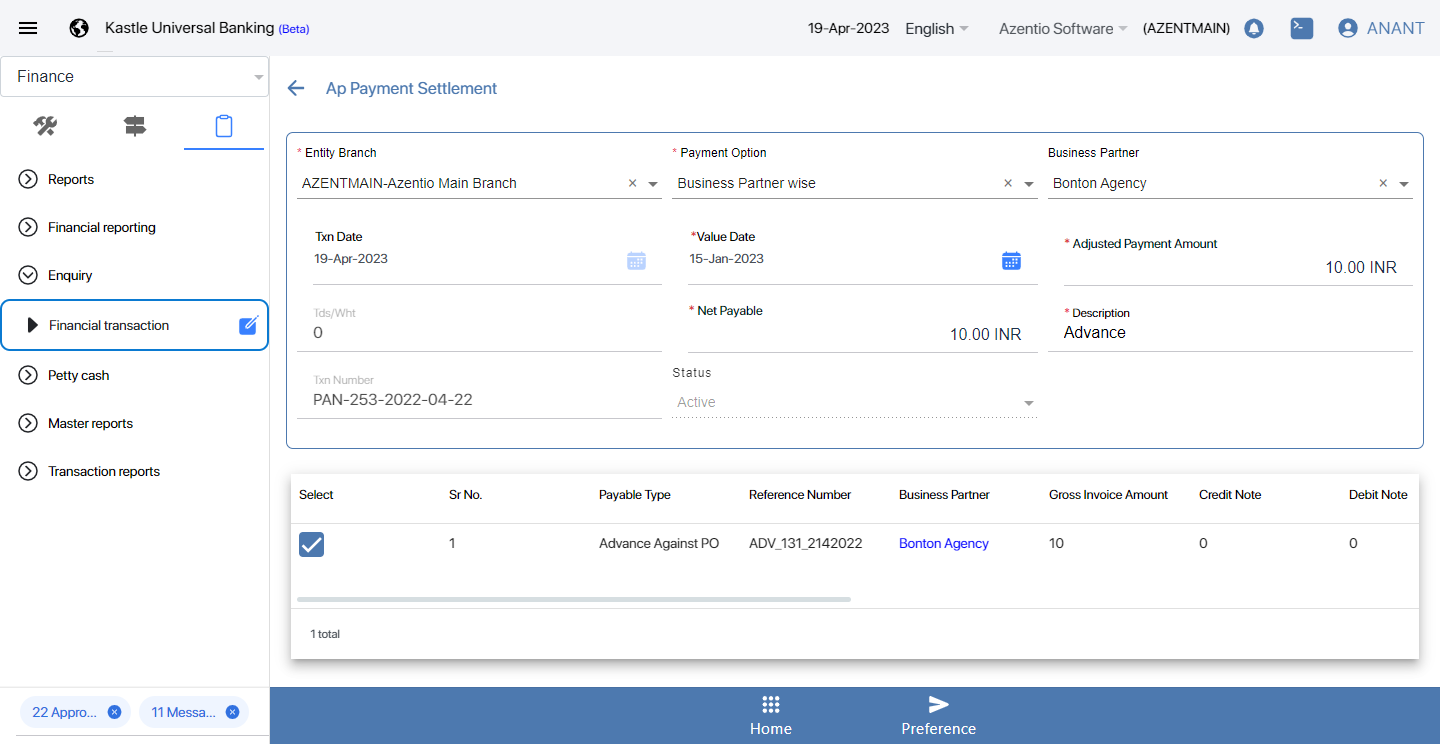 Kastle Universal Banking (Beta)
19-Apr-2023 English Azentio Software (AZENTMAIN) ANANT
Finance
Reports
Financial reporting
Enquiry
Financial transaction
Petty cash
Master reports
Transaction reports
22 Appro... 11 Messa...
Ap Payment Settlement
* Entity Branch * Payment Option Business Partner
AZENTMAIN-Azentio Main Branch × Business Partner wise × Bonton Agency ×
Txn Date *Value Date * Adjusted Payment Amount
19-Apr-2023 15-Jan-2023 10.00 INR
Tds/Wht * Net Payable * Description
0 10.00 INR Advance
Txn Number Status
PAN-253-2022-04-22 Active
Select Sr No. Payable Type Reference Number Business Partner Gross Invoice Amount Credit Note Debit Note
1 Advance Against PO ADV_131_2142022 Bonton Agency 10 0 0
1 total
Home Preference